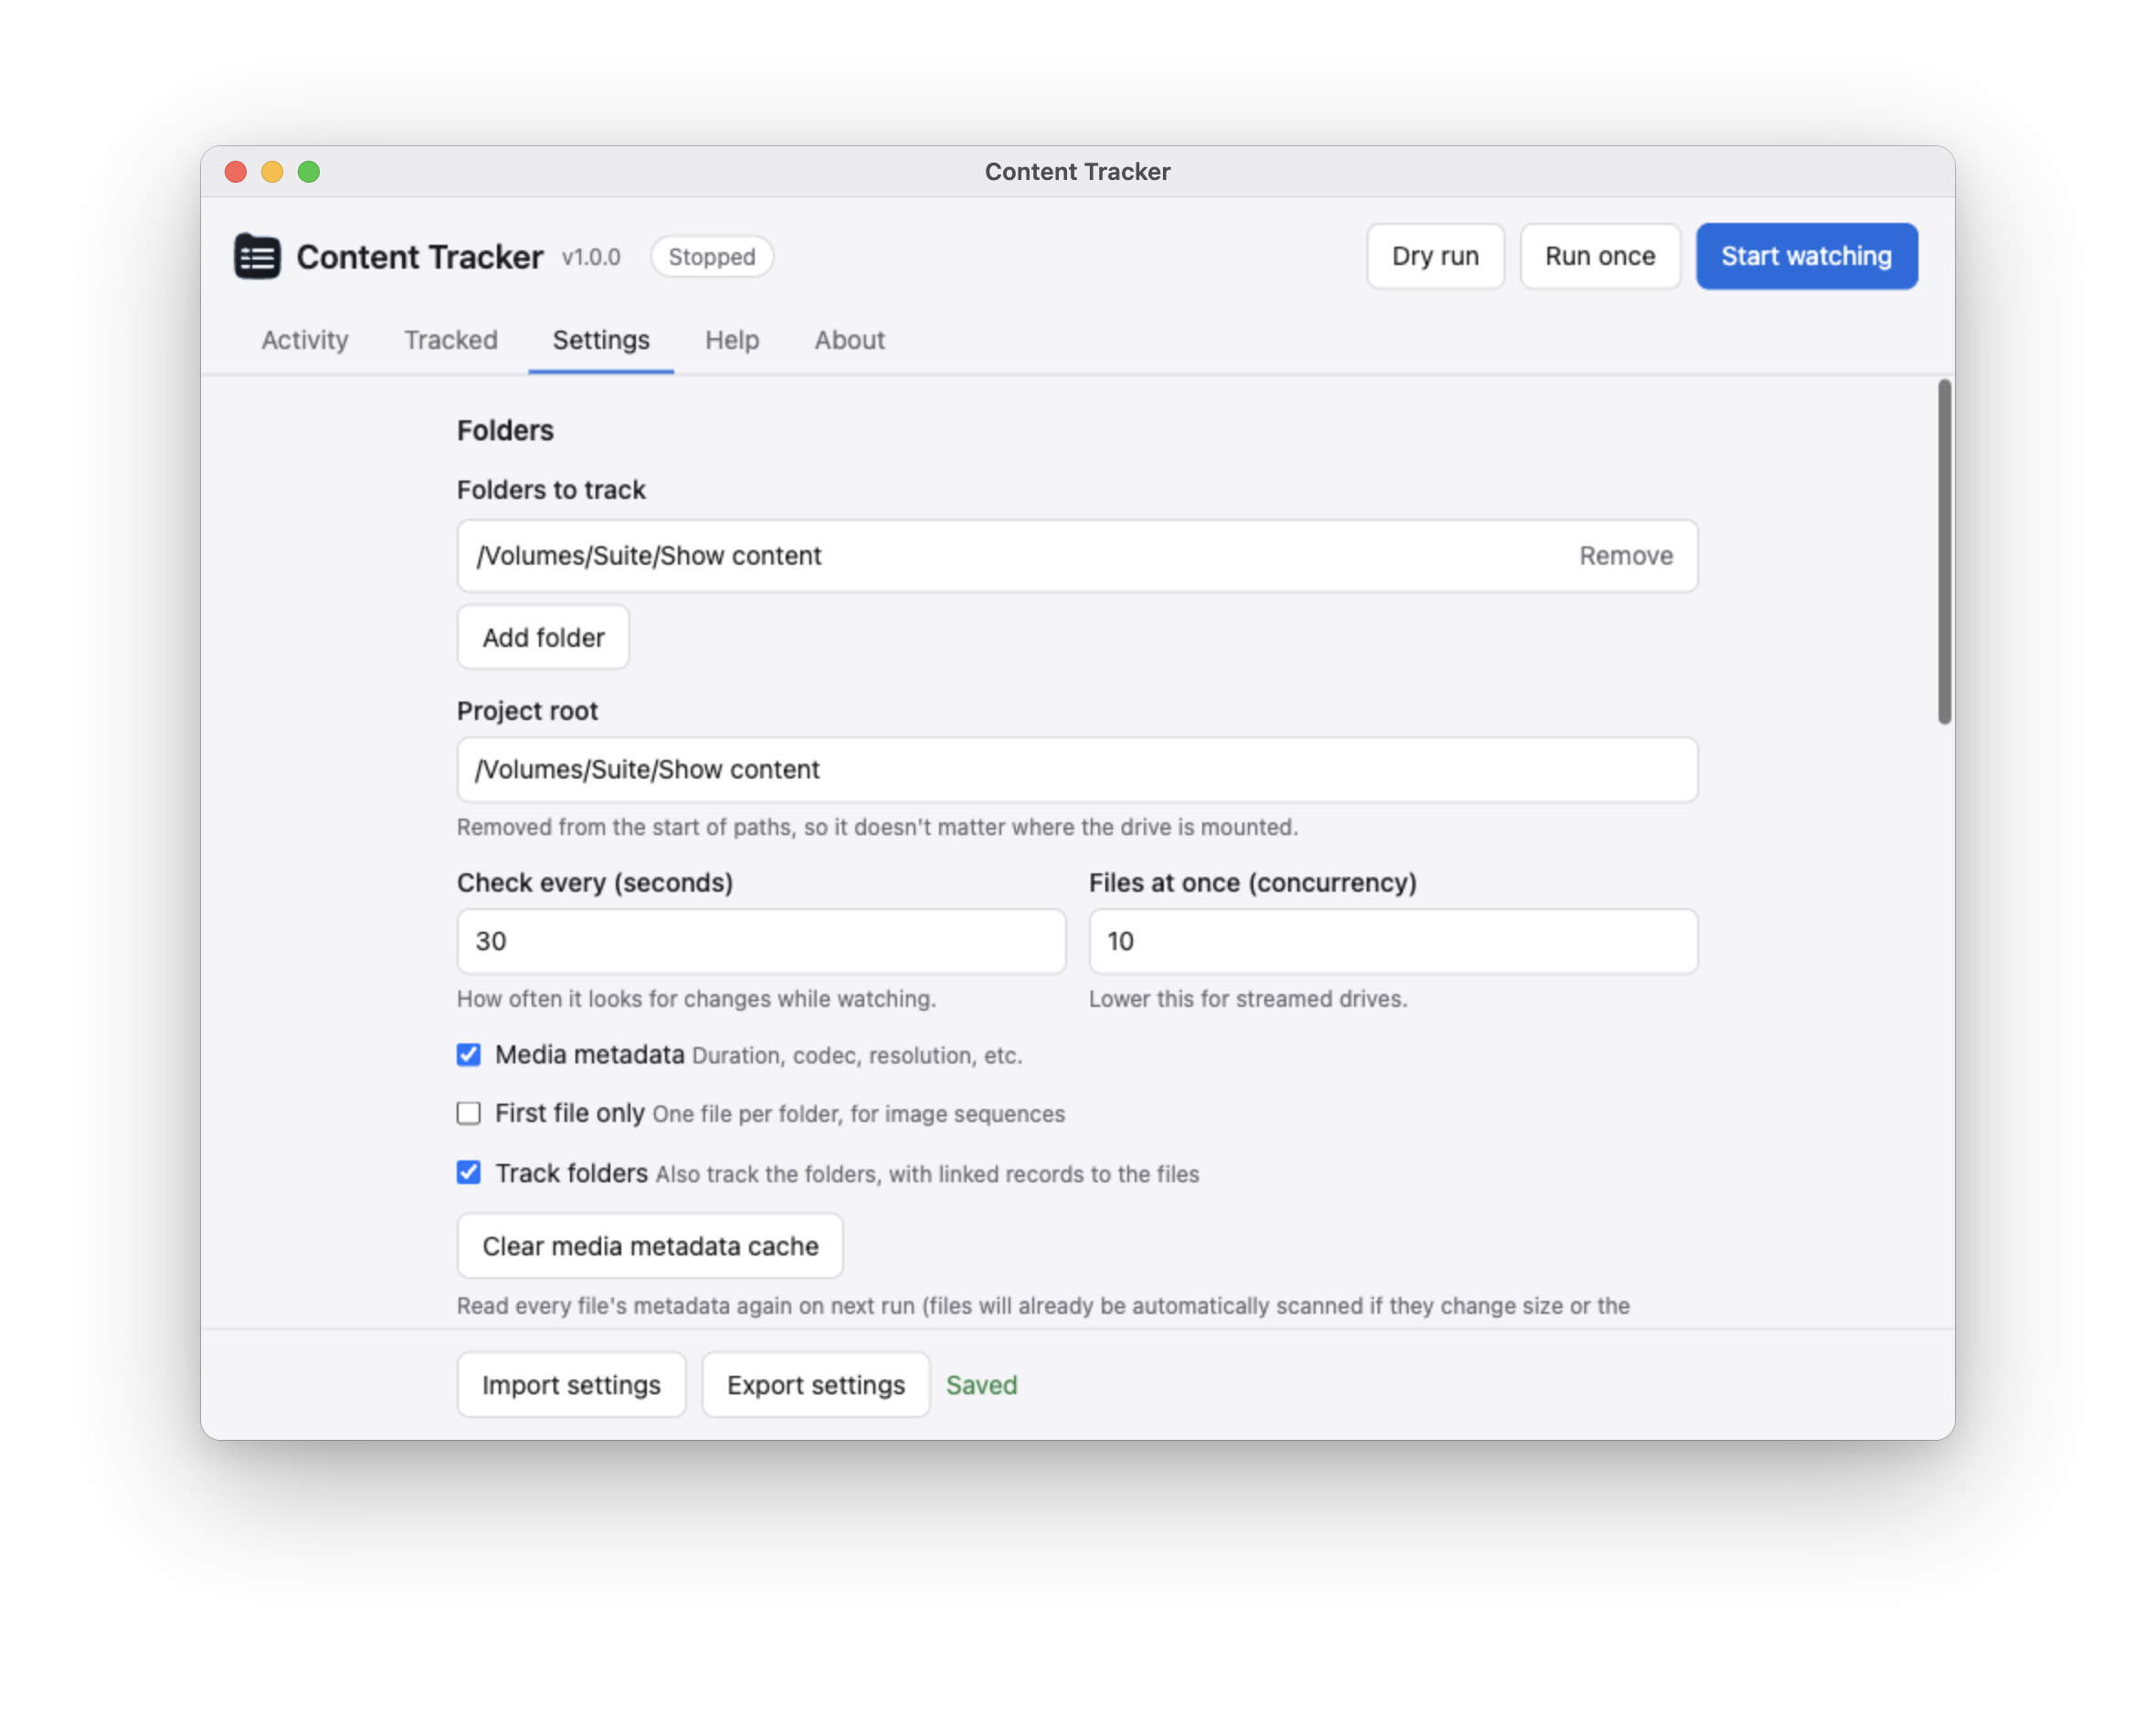 Content Tracker
Content Tracker v1.0.0 Stopped Dry run Run once Start watching
Activity Tracked Settings Help About
Folders
Folders to track
/Volumes/Suite/Show content Remove
Add folder
Project root
/Volumes/Suite/Show content
Removed from the start of paths, so it doesn't matter where the drive is mounted.
Check every (seconds) Files at once (concurrency)
30 10
How often it looks for changes while watching. Lower this for streamed drives.
Media metadata Duration, codec, resolution, etc.
First file only One file per folder, for image sequences
Track folders Also track the folders, with linked records to the files
Clear media metadata cache
Read every file's metadata again on next run (files will already be automatically scanned if they change size or the
Import settings Export settings Saved